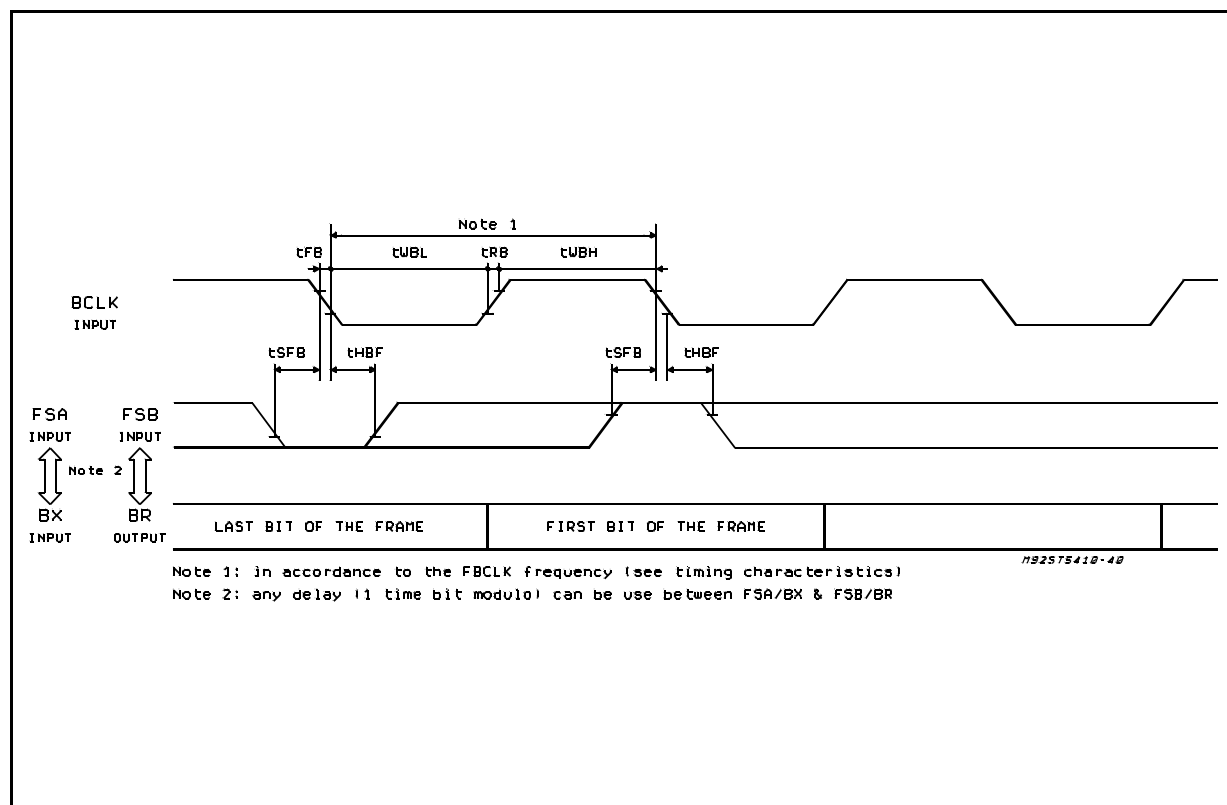 Note 1
tFB tWBL tRB tWBH
BCLK
INPUT
tSFB tHBF tSFB tHBF
FSA FSB
INPUT INPUT
Note 2
BX BR
INPUT OUTPUT
LAST BIT OF THE FRAME FIRST BIT OF THE FRAME
M92ST5410-40
Note 1: in accordance to the FBCLK frequency (see timing characteristics)
Note 2: any delay (1 time bit modulo) can be use between FSA/BX & FSB/BR